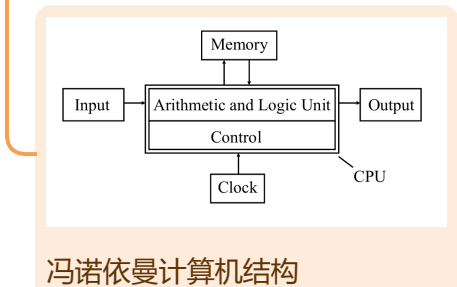 Memory
Input
Arithmetic and Logic Unit
Output
Control
CPU
Clock
冯诺依曼计算机结构